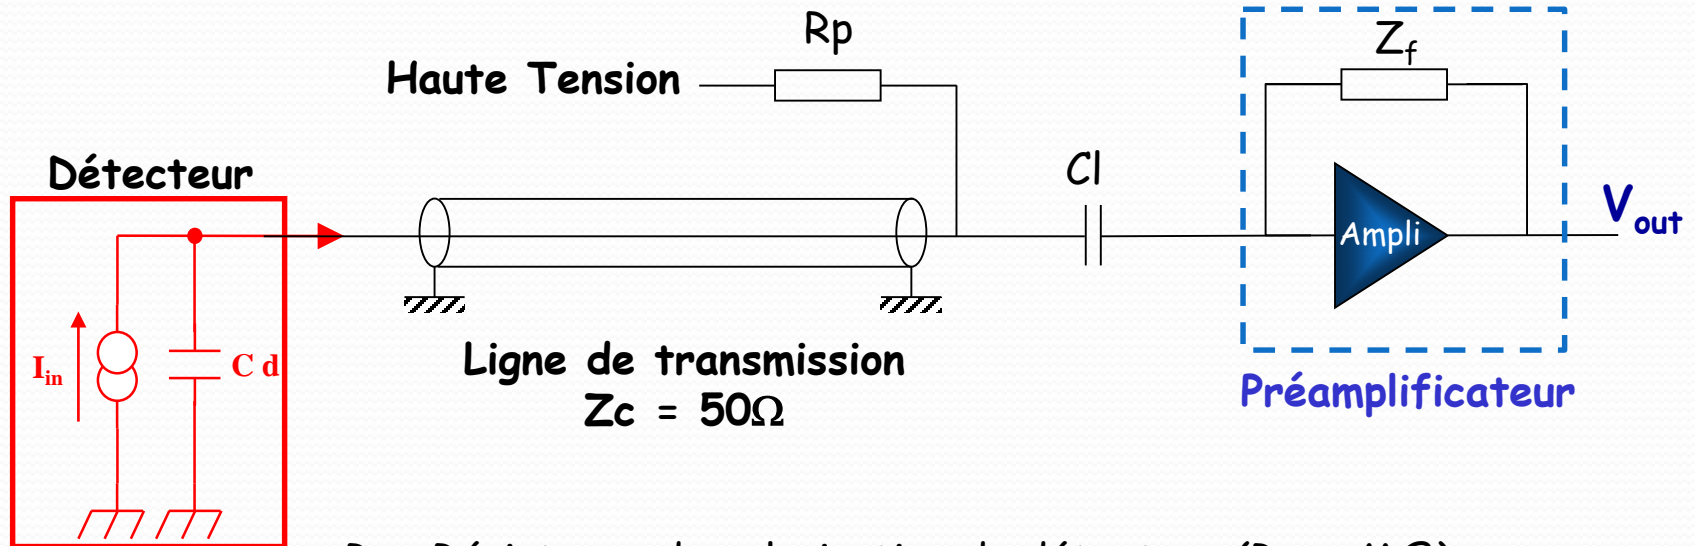 Rp
Zf
Haute Tension
Détecteur
Cl
Vout
Ampli
Iin
C d
Ligne de transmission
Zc = 50Ω
Préamplificateur